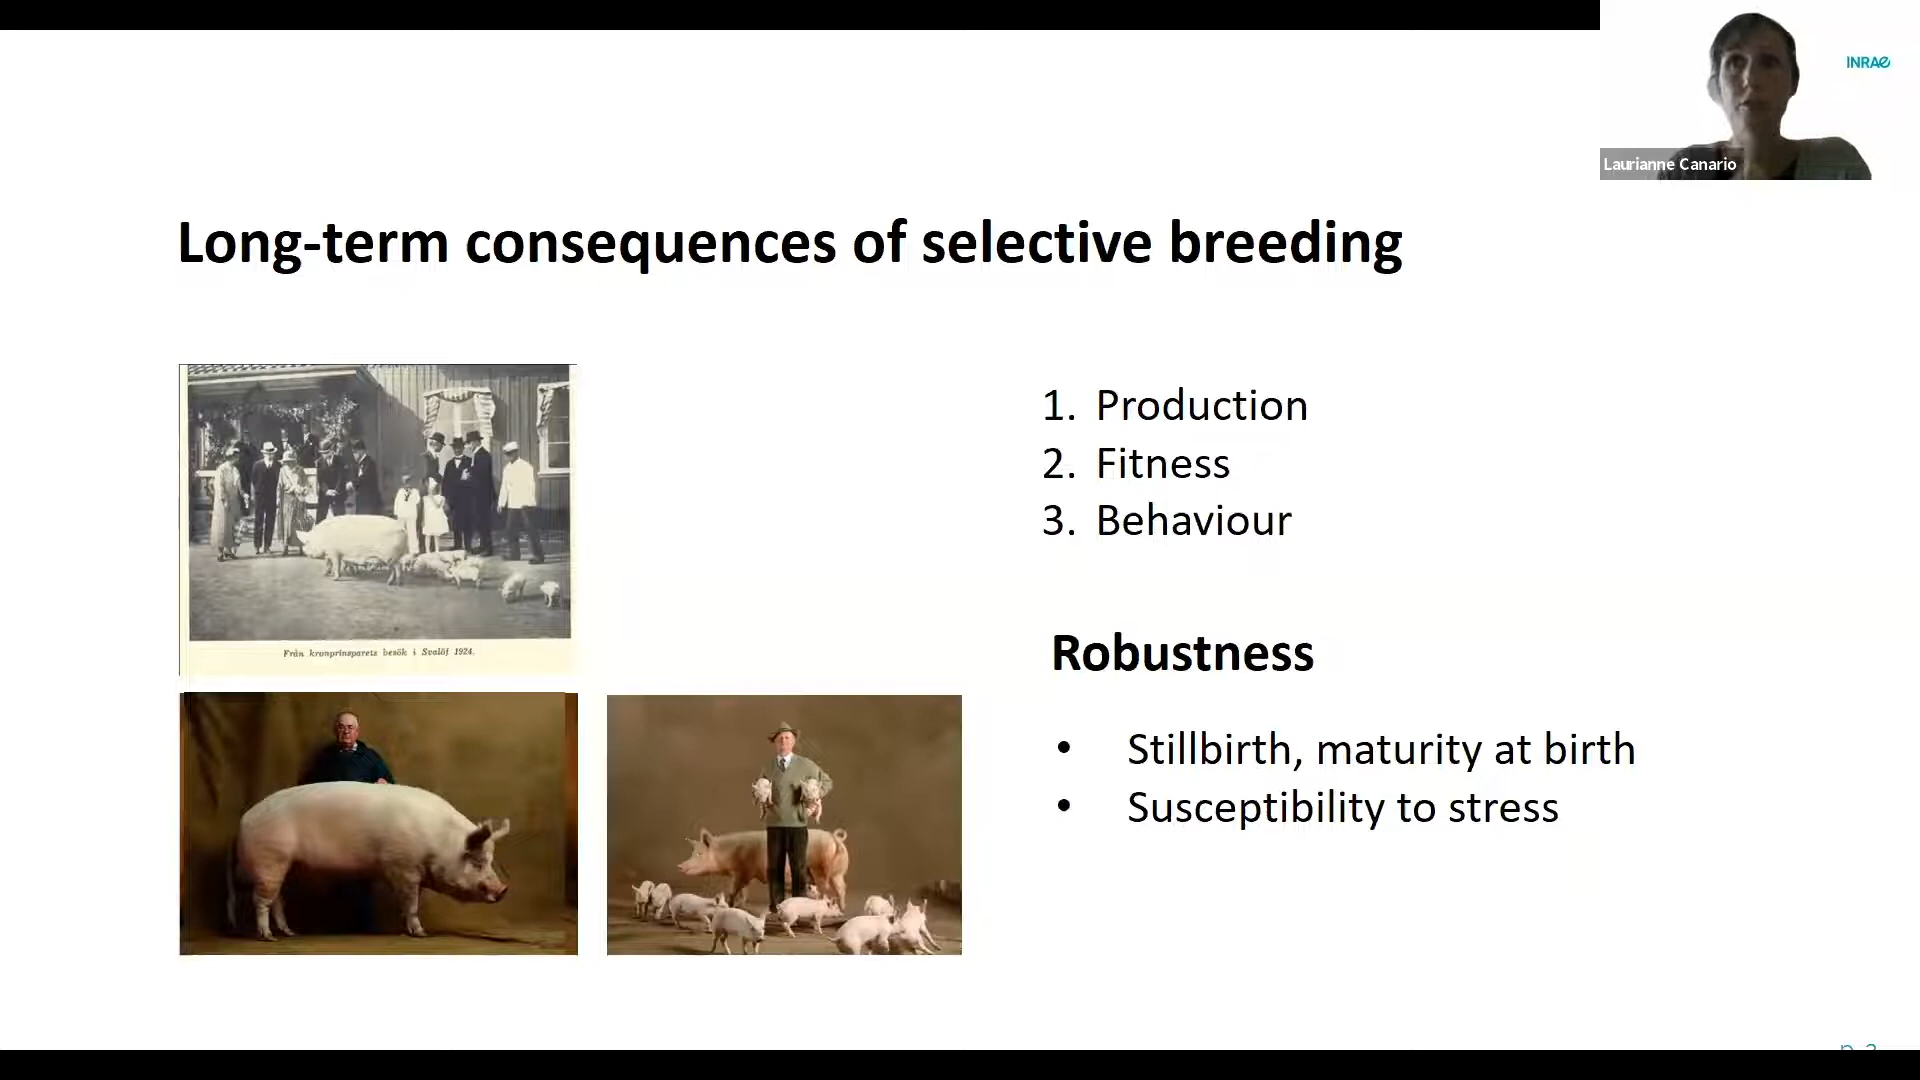 INRAE
Laurianne Canario
Long-term consequences of selective breeding
Från kronprinsparets besök i Svalöf 1924.
1. Production
2. Fitness
3. Behaviour
Robustness
• Stillbirth, maturity at birth
• Susceptibility to stress